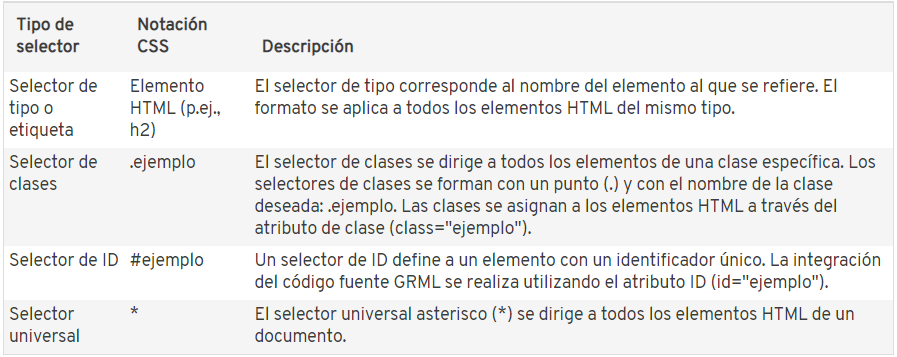 Tipo de selector
Notación CSS
Descripción
Selector de tipo o etiqueta
Elemento HTML (p.ej., h2)
El selector de tipo corresponde al nombre del elemento al que se refiere. El
formato se aplica a todos los elementos HTML del mismo tipo.
Selector de clases
.ejemplo
El selector de clases se dirige a todos los elementos de una clase específica. Los
selectores de clases se forman con un punto (.) y con el nombre de la clase
deseada: .ejemplo. Las clases se asignan a los elementos HTML a través del
atributo de clase (class="ejemplo").
Selector de ID
#ejemplo
Un selector de ID define a un elemento con un identificador único. La integración
del código fuente GRML se realiza utilizando el atributo ID (id="ejemplo").
Selector universal
*
El selector universal asterisco (*) se dirige a todos los elementos HTML de un
documento.